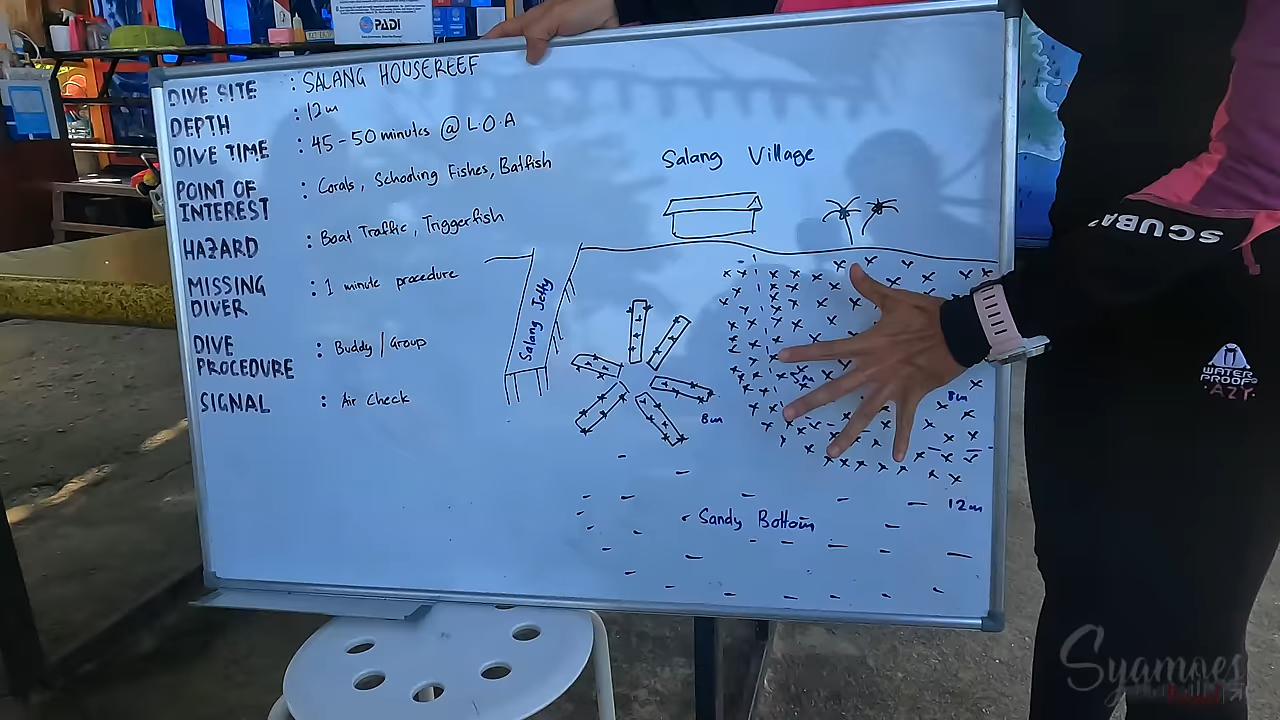 PADI
DIVE SITE : SALANG HOUSEREEF
DEPTH : 12m
DIVE TIME : 45-50 minutes @ L.O.A
POINT OF
INTEREST : Corals, Schooling Fishes, Batfish
HAZARD : Boat Traffic, Triggerfish
MISSING
DIVER : 1 minute procedure
DIVE
PROCEDURE : Buddy/Group
SIGNAL : Air Check
Salang Village
Salang Jetty
5m
8m
8m
12m
Sandy Bottom
SCUBA
WATER
PROOF
AZY
Syamoes